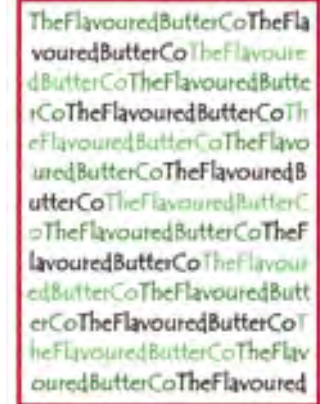 TheFlavouredButterCoTheFla
vouredButterCoTheFlavoure
dButterCoTheFlavouredButte
rCoTheFlavouredButterCoTh
eFlavouredButterCoTheFlavo
uredButterCoTheFlavouredB
utterCoTheFlavouredButterC
oTheFlavouredButterCoTheF
lavouredButterCoTheFlavour
edButterCoTheFlavouredButt
erCoTheFlavouredButterCoT
heFlavouredButterCoTheFlav
ouredButterCoTheFlavoured